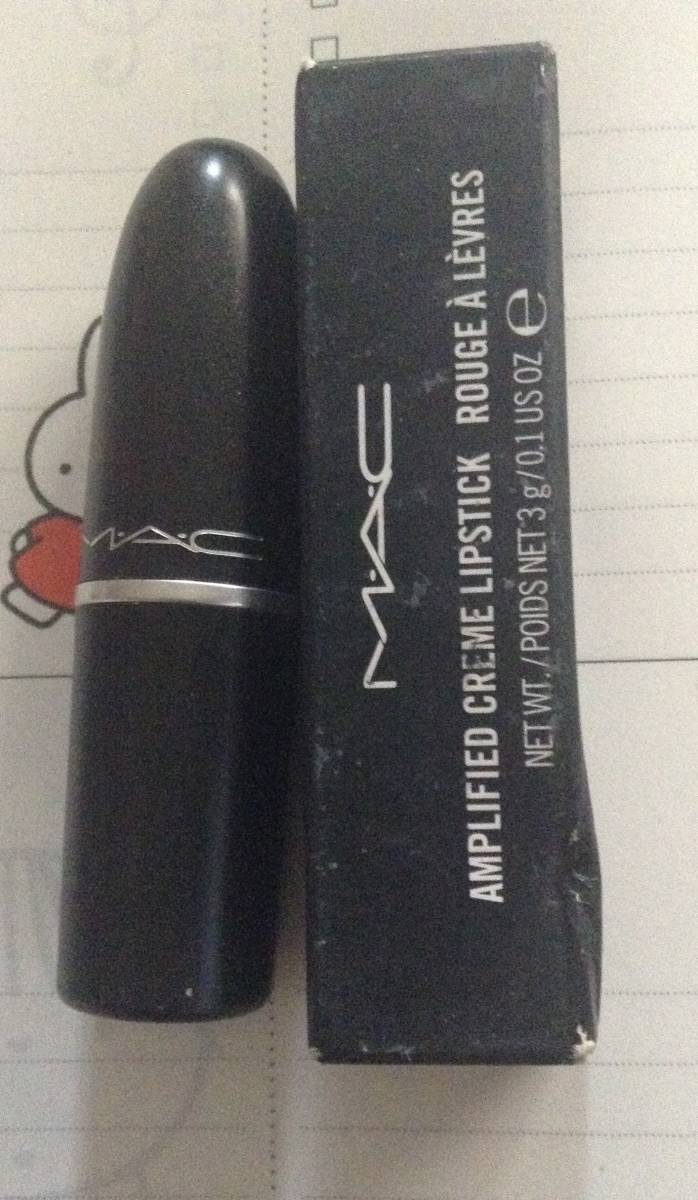 M·A·C
M·A·C
AMPLIFIED CREME LIPSTICK ROUGE À LÈVRES
NET WT. / POIDS NET 3 g / 0.1 US OZ e